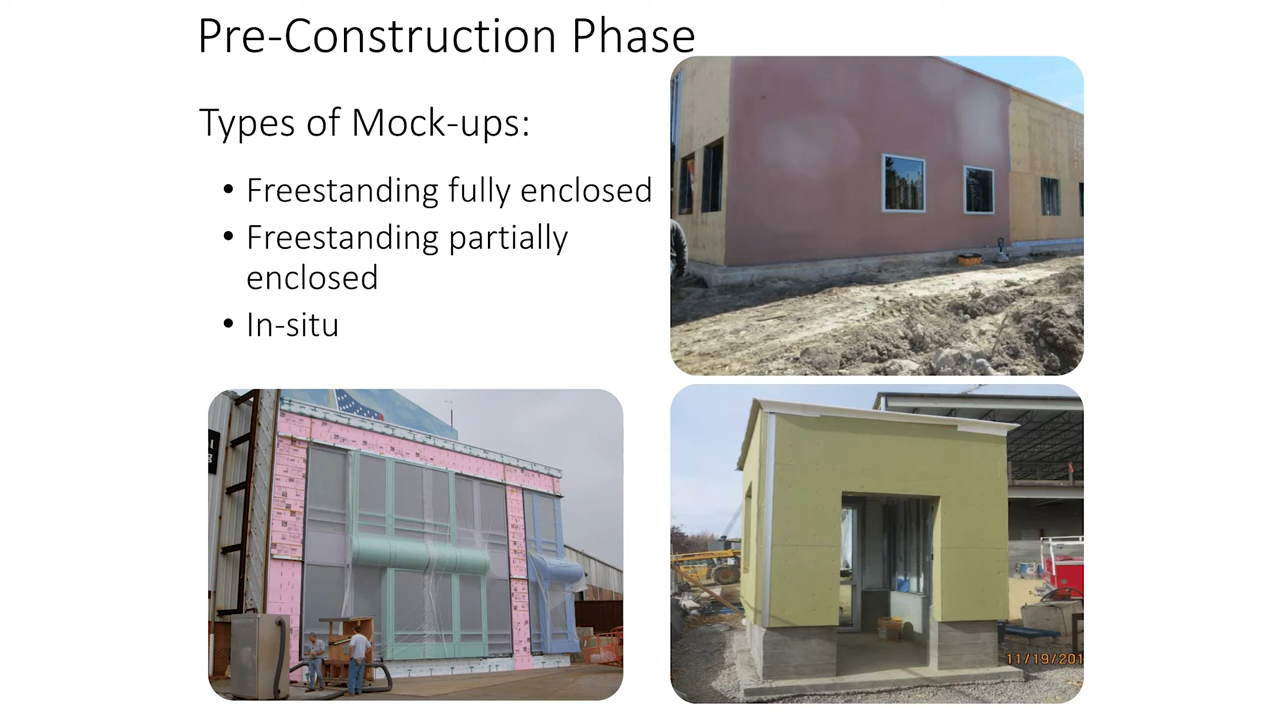 Pre-Construction Phase
Types of Mock-ups:
• Freestanding fully enclosed
• Freestanding partially
enclosed
• In-situ
11/19/201